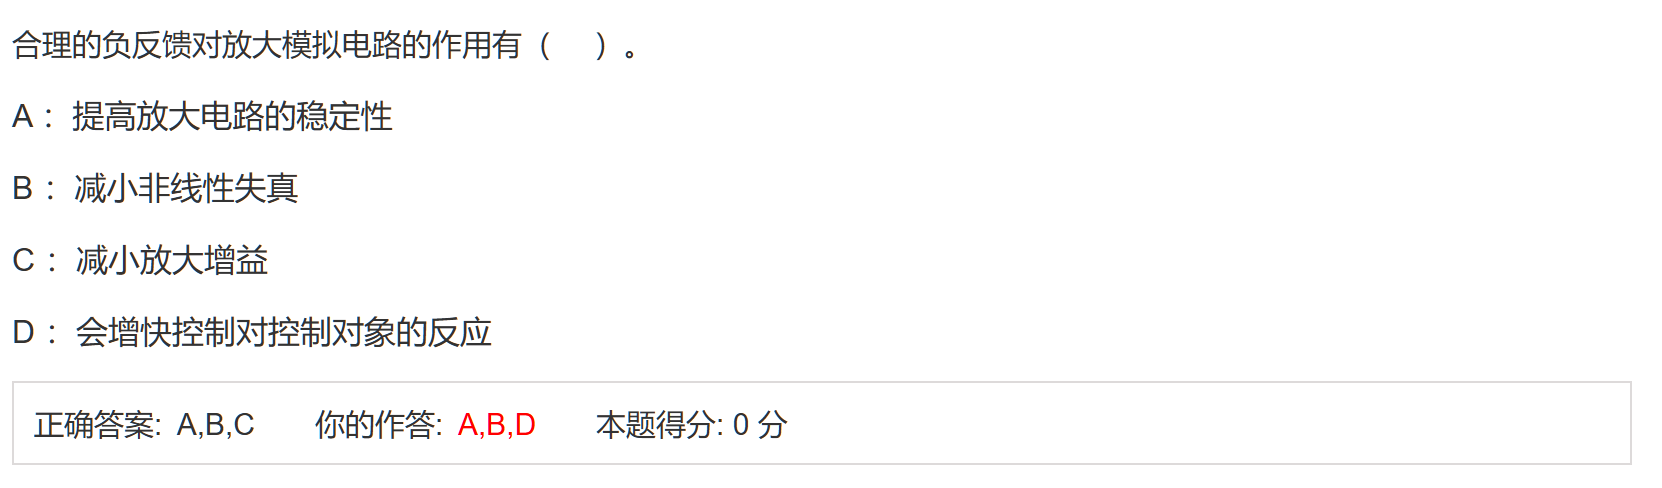 合理的负反馈对放大模拟电路的作用有（　）。
A： 提高放大电路的稳定性
B： 减小非线性失真
C： 减小放大增益
D： 会增快控制对控制对象的反应
正确答案: A,B,C 你的作答: A,B,D 本题得分: 0 分